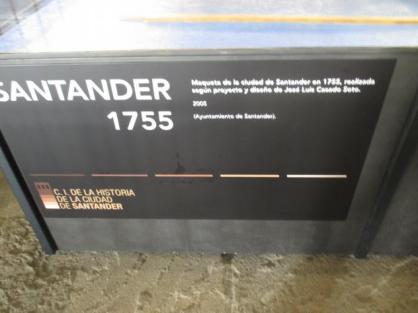 SANTANDER
1755
Maqueta de la ciudad de Santander en 1755, realizada
según proyecto y diseño de José Luis Casado Soto.
2005
(Ayuntamiento de Santander).
C. I. DE LA HISTORIA
DE LA CIUDAD
DE SANTANDER